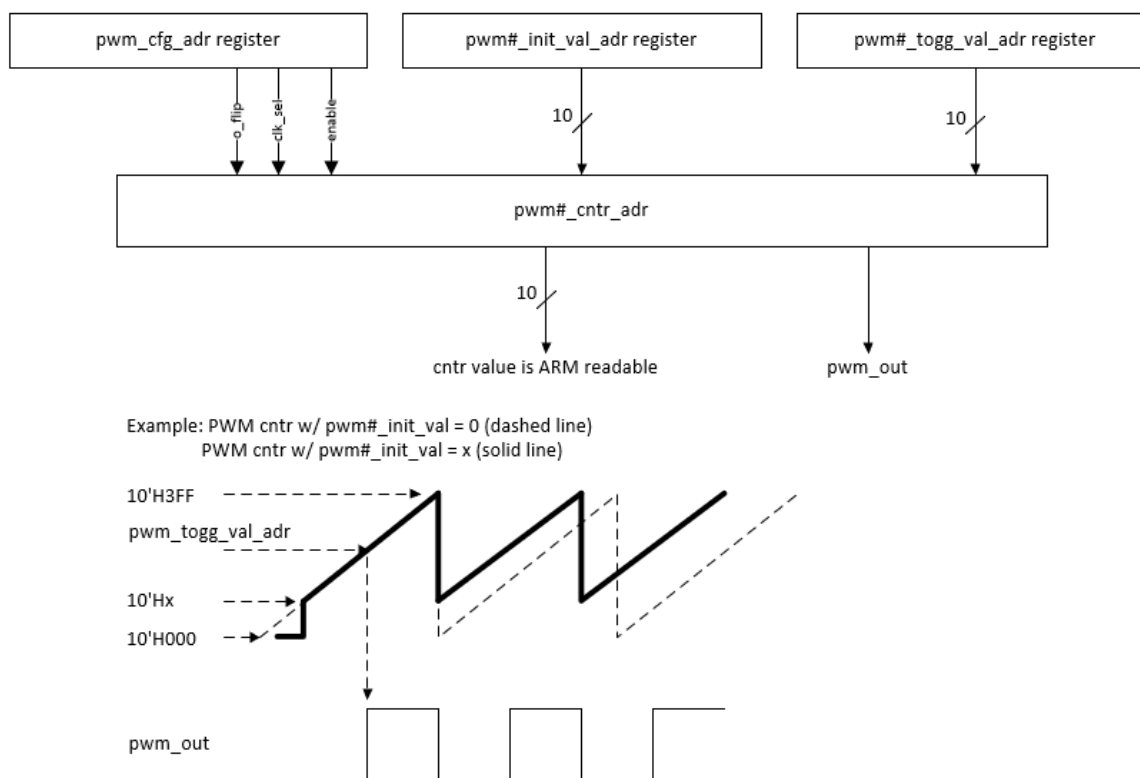 pwm_cfg_adr register
pwm#_init_val_adr register
pwm#_togg_val_adr register
o_flip
clk_sel
enable
10
10
pwm#_cntr_adr
10
cntr value is ARM readable
pwm_out
Example: PWM cntr w/ pwm#_init_val = 0 (dashed line)
PWM cntr w/ pwm#_init_val = x (solid line)
10'H3FF
pwm_togg_val_adr
10'Hx
10'H000
pwm_out